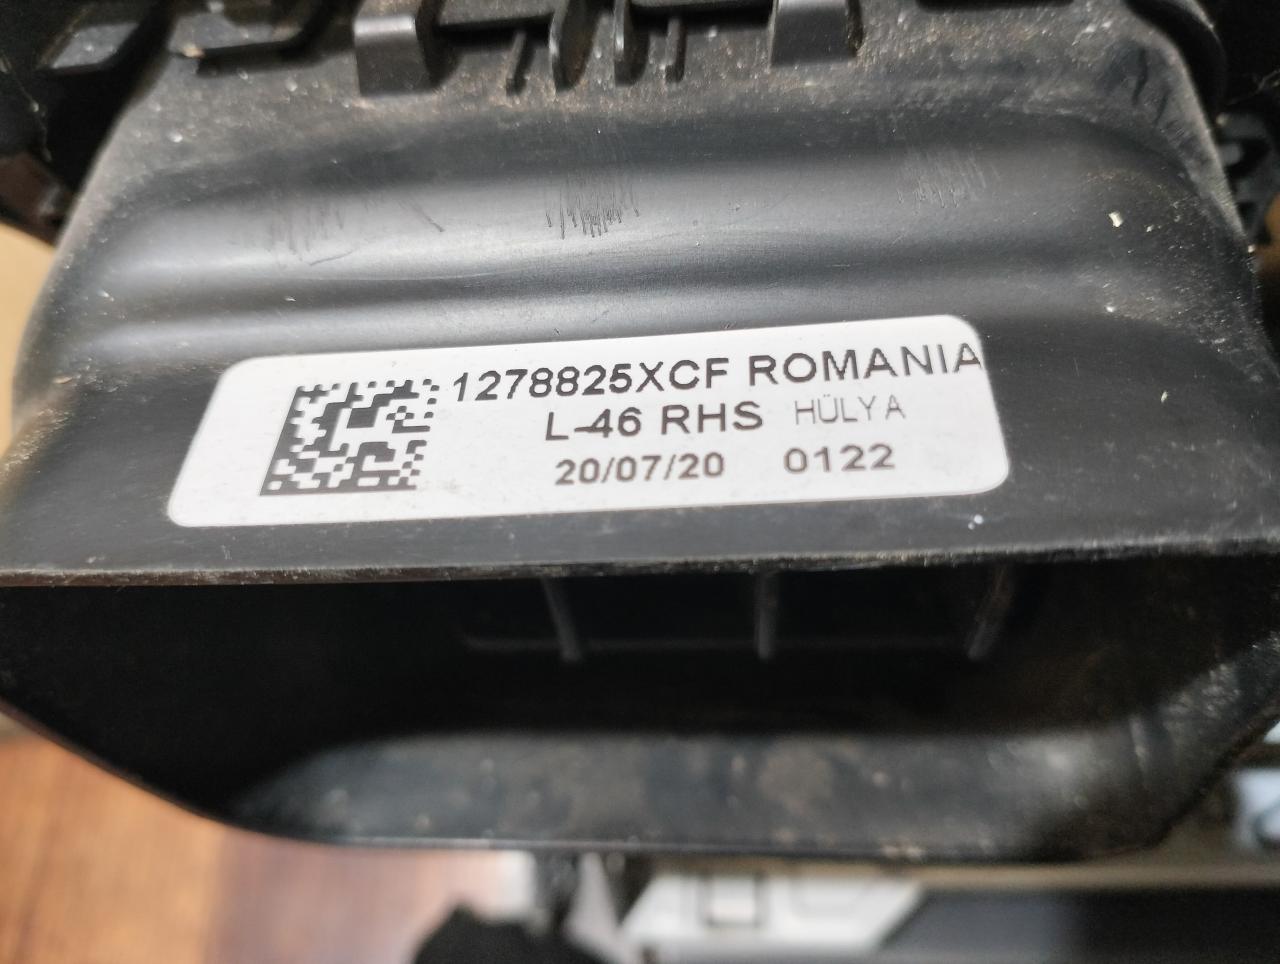 1278825XCF ROMANIA
L-46 RHS HÜLYA
20/07/20 0122